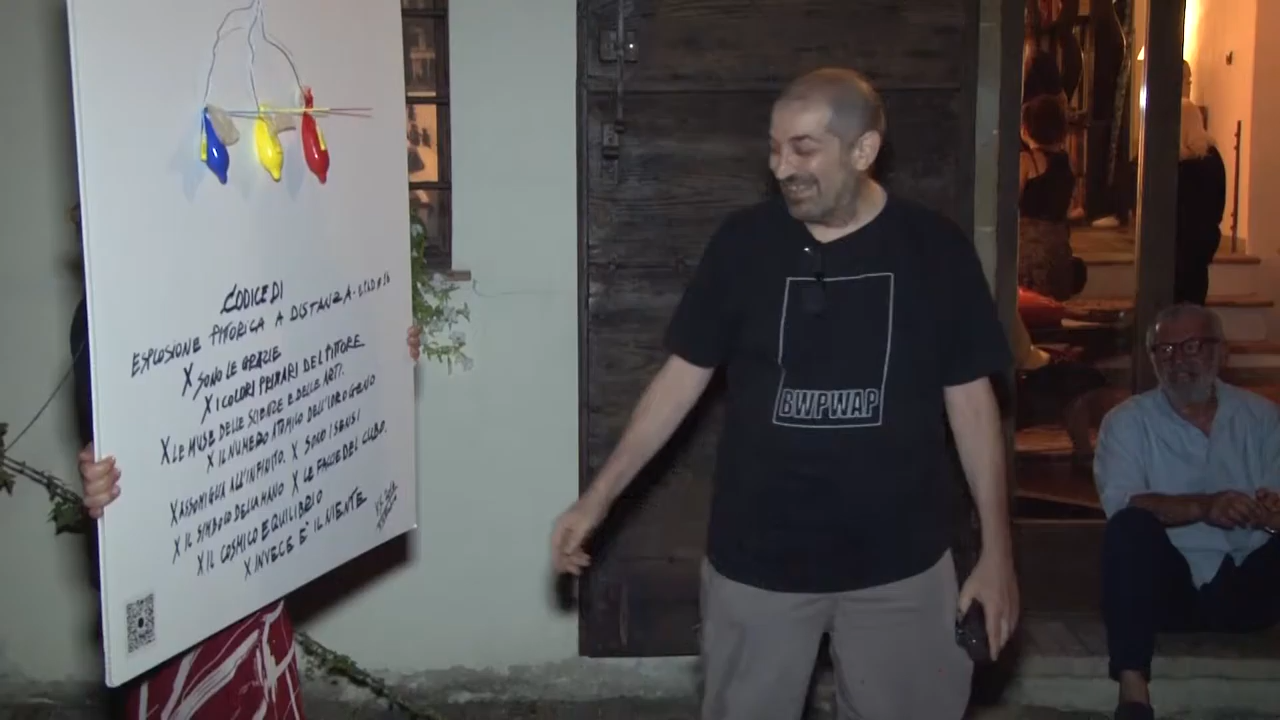 CODICE DI
ESPLOSIONE PITORICA A DISTANZA.
X SONO LE GRAZIE
X I COLORI PRIMARI DEL PITTORE
X LE MUSE DELLE SCIENZE E DELLE ARTI.
X IL NUMERO ATOMICO DELL'IDROGENO
X ASSOMIGLIA ALL'INFINITO. X SONO I SENSI
X IL SIMBOLO DELLA MANO X LE FACCE DEL CUBO.
X IL COSMICO EQUILIBRIO
X INVECE E' IL NIENTE
BWPWAP